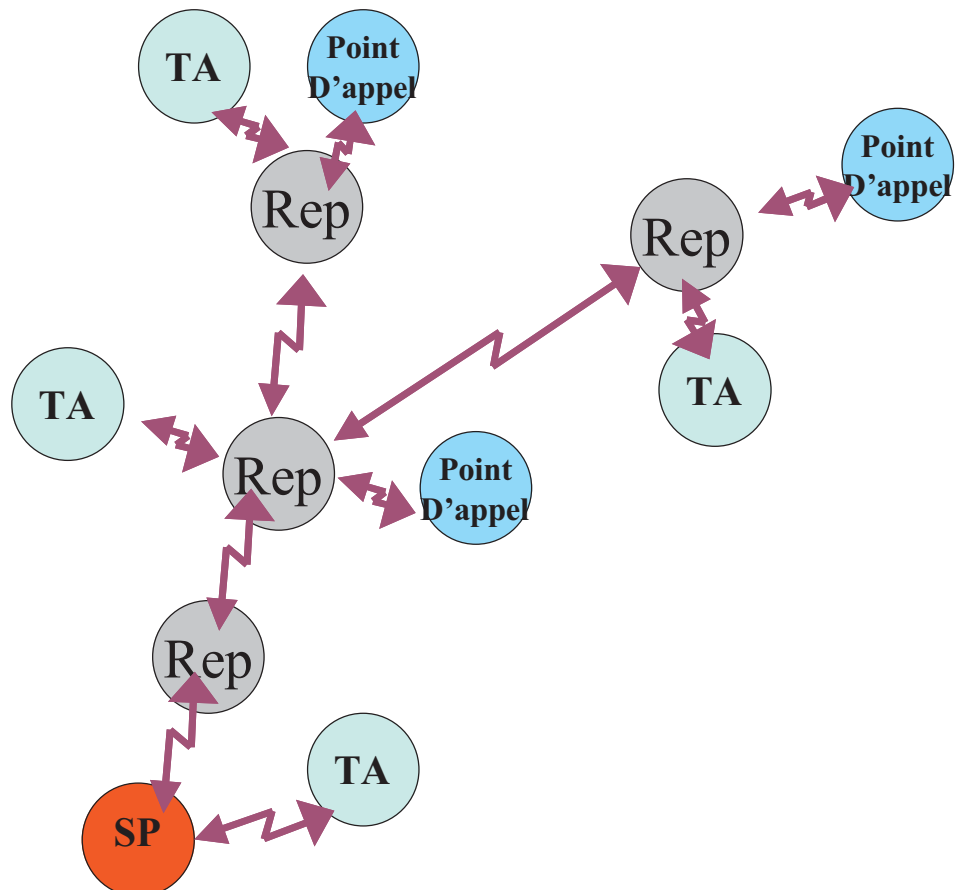 TA
Point
D'appel
Rep
Point
D'appel
Rep
TA
TA
Rep
Point
D'appel
Rep
TA
SP